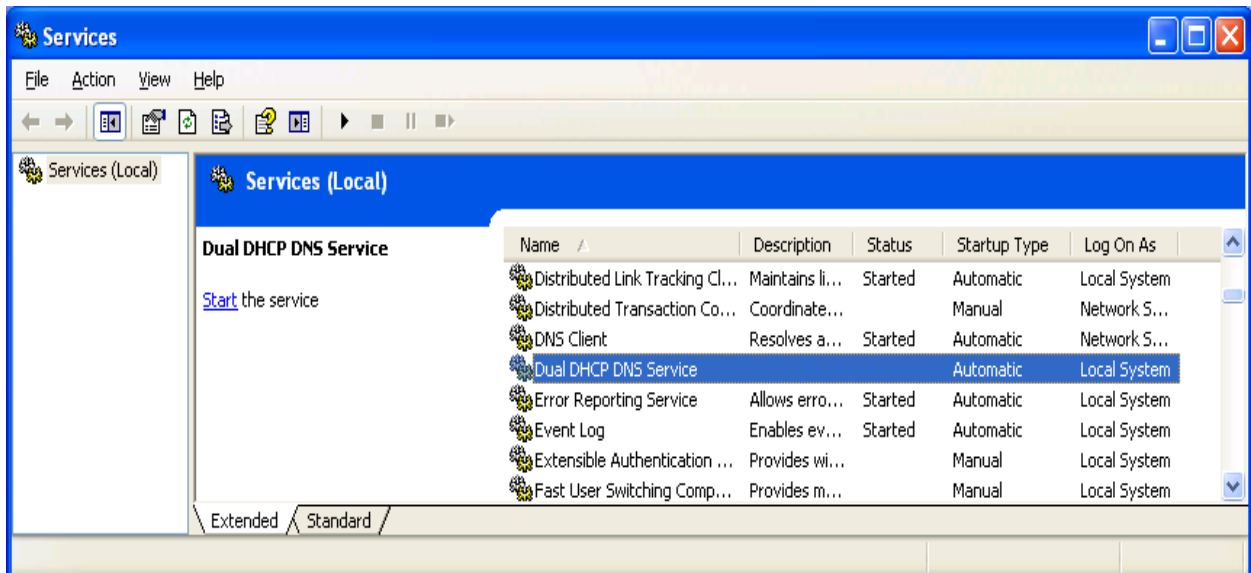 Services
File Action View Help
Services (Local)
Services (Local)
Dual DHCP DNS Service
Start the service
Name Description Status Startup Type Log On As
Distributed Link Tracking Cl... Maintains li... Started Automatic Local System
Distributed Transaction Co... Coordinate... Manual Network S...
DNS Client Resolves a... Started Automatic Network S...
Dual DHCP DNS Service Automatic Local System
Error Reporting Service Allows erro... Started Automatic Local System
Event Log Enables ev... Started Automatic Local System
Extensible Authentication ... Provides wi... Manual Local System
Fast User Switching Comp... Provides m... Manual Local System
Extended Standard